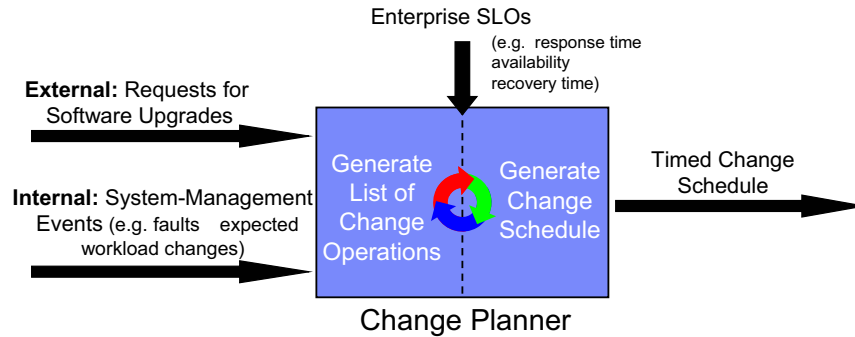 Enterprise SLOs
(e.g. response time
availability
recovery time)
External: Requests for
Software Upgrades
Internal: System-Management
Events (e.g. faults expected
workload changes)
Generate
List of
Change
Operations
Generate
Change
Schedule
Timed Change
Schedule
Change Planner